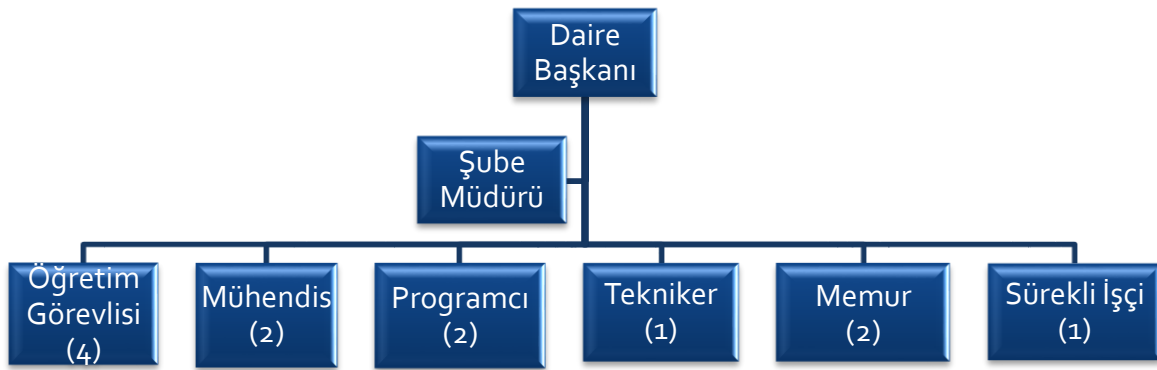 Daire
Başkanı
Şube
Müdürü
Öğretim
Görevlisi
(4)
Mühendis
(2)
Programcı
(2)
Tekniker
(1)
Memur
(2)
Sürekli İşçi
(1)